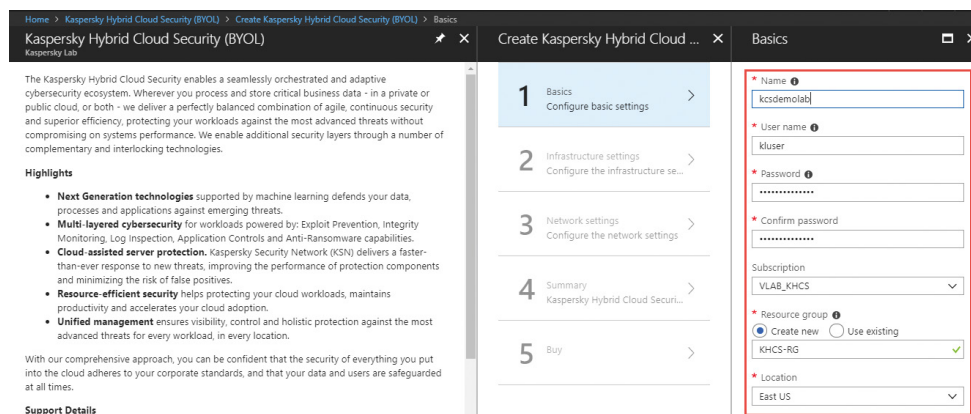 Home > Kaspersky Hybrid Cloud Security (BYOL) > Create Kaspersky Hybrid Cloud Security (BYOL) > Basics
Kaspersky Hybrid Cloud Security (BYOL)
Kaspersky Lab
The Kaspersky Hybrid Cloud Security enables a seamlessly orchestrated and adaptive
cybersecurity ecosystem. Wherever you process and store critical business data - in a private or
public cloud, or both - we deliver a perfectly balanced combination of agile, continuous security
and superior efficiency, protecting your workloads against the most advanced threats without
compromising on systems performance. We enable additional security layers through a number of
complementary and interlocking technologies.
Highlights
• Next Generation technologies supported by machine learning defends your data,
processes and applications against emerging threats.
• Multi-layered cybersecurity for workloads powered by: Exploit Prevention, Integrity
Monitoring, Log Inspection, Application Controls and Anti-Ransomware capabilities.
• Cloud-assisted server protection. Kaspersky Security Network (KSN) delivers a faster-
than-ever response to new threats, improving the performance of protection components
and minimizing the risk of false positives.
• Resource-efficient security helps protecting your cloud workloads, maintains
productivity and accelerates your cloud adoption.
• Unified management ensures visibility, control and holistic protection against the most
advanced threats for every workload, in every location.
With our comprehensive approach, you can be confident that the security of everything you put
into the cloud adheres to your corporate standards, and that your data and users are safeguarded
at all times.
Support Details
Create Kaspersky Hybrid Cloud ...
1 Basics
Configure basic settings
2 Infrastructure settings
Configure the infrastructure se...
3 Network settings
Configure the network settings
4 Summary
Kaspersky Hybrid Cloud Securi...
5 Buy
Basics
* Name
kcsdemolab
* User name
kluser
* Password
••••••••••••••
* Confirm password
••••••••••••••
Subscription
VLAB_KHCS
* Resource group
Create new Use existing
KHCS-RG
* Location
East US